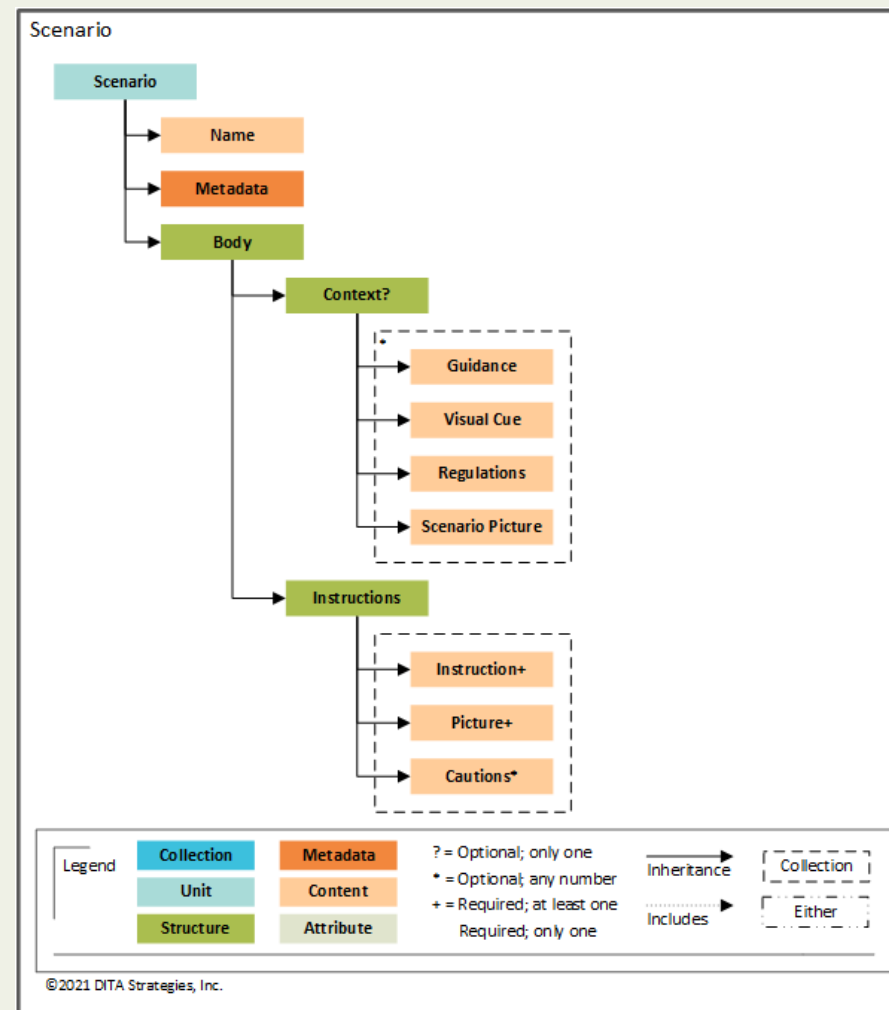 Scenario
Scenario
Name
Metadata
Body
Context?
*
Guidance
Visual Cue
Regulations
Scenario Picture
Instructions
Instruction+
Picture+
Cautions*
Legend
Collection
Metadata
Unit
Content
Structure
Attribute
? = Optional; only one
* = Optional; any number
+ = Required; at least one
Required; only one
Inheritance
Includes
Collection
Either
©2021 DITA Strategies, Inc.